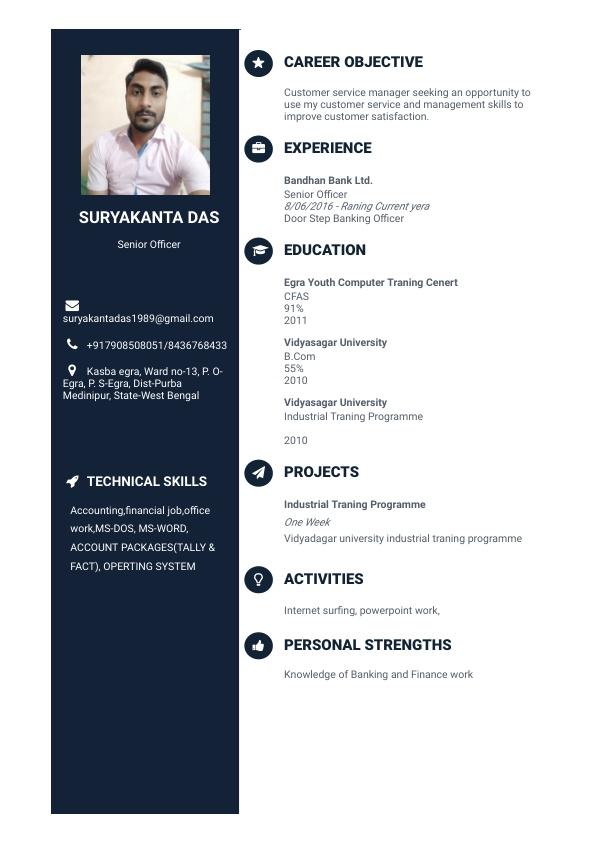 SURYAKANTA DAS
Senior Officer
suryakantadas1989@gmail.com
+917908508051/8436768433
Kasba egra, Ward no-13, P. O-
Egra, P. S-Egra, Dist-Purba
Medinipur, State-West Bengal
TECHNICAL SKILLS
Accounting,financial job,office
work,MS-DOS, MS-WORD,
ACCOUNT PACKAGES(TALLY &
FACT), OPERTING SYSTEM
CAREER OBJECTIVE
Customer service manager seeking an opportunity to
use my customer service and management skills to
improve customer satisfaction.
EXPERIENCE
Bandhan Bank Ltd.
Senior Officer
8/06/2016 - Raning Current yera
Door Step Banking Officer
EDUCATION
Egra Youth Computer Traning Cenert
CFAS
91%
2011
Vidyasagar University
B.Com
55%
2010
Vidyasagar University
Industrial Traning Programme
2010
PROJECTS
Industrial Traning Programme
One Week
Vidyadagar university industrial traning programme
ACTIVITIES
Internet surfing, powerpoint work,
PERSONAL STRENGTHS
Knowledge of Banking and Finance work